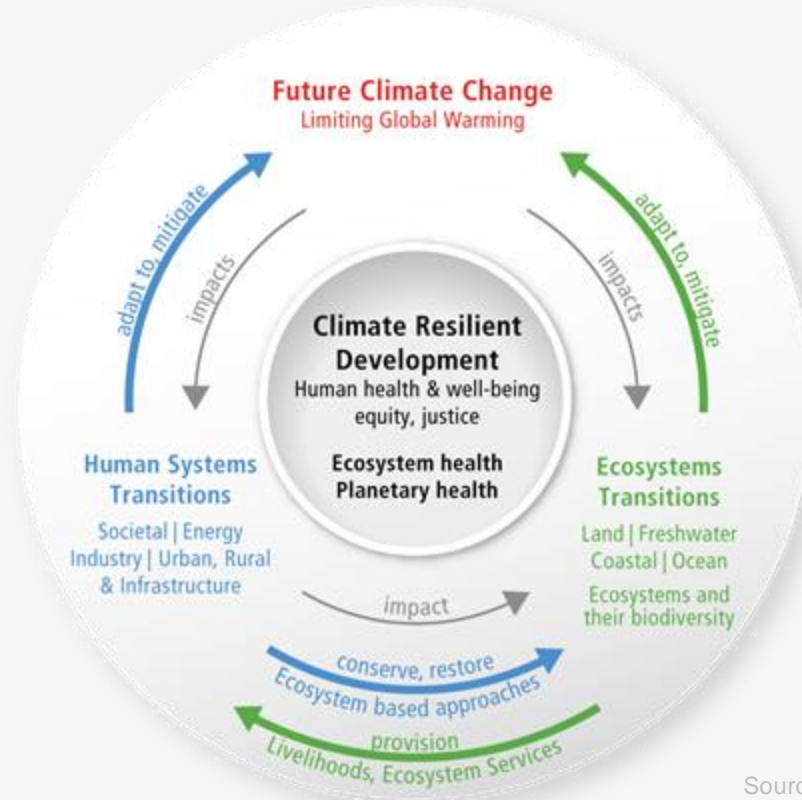 Future Climate Change
Limiting Global Warming
adapt to, mitigate
impacts
impacts
adapt to, mitigate
Climate Resilient
Development
Human health & well-being
equity, justice
Ecosystem health
Planetary health
Human Systems
Transitions
Societal | Energy
Industry | Urban, Rural
& Infrastructure
Ecosystems
Transitions
Land | Freshwater
Coastal | Ocean
Ecosystems and
their biodiversity
impact
conserve, restore
Ecosystem based approaches
provision
Livelihoods, Ecosystem Services